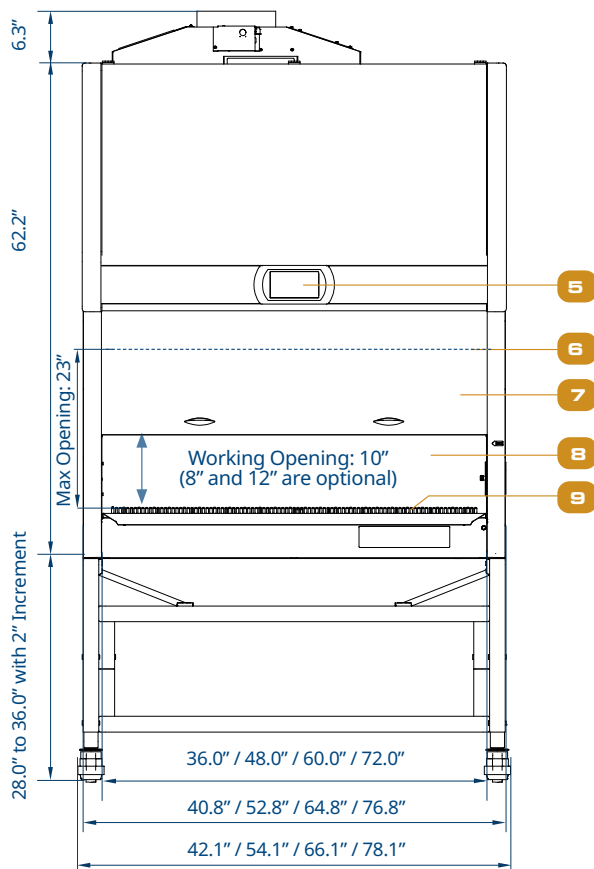 6.3”
62.2”
5
6
Max Opening: 23”
7
Working Opening: 10”
(8” and 12” are optional)
8
9
28.0” to 36.0” with 2” Increment
36.0” / 48.0” / 60.0” / 72.0”
40.8” / 52.8” / 64.8” / 76.8”
42.1” / 54.1” / 66.1” / 78.1”